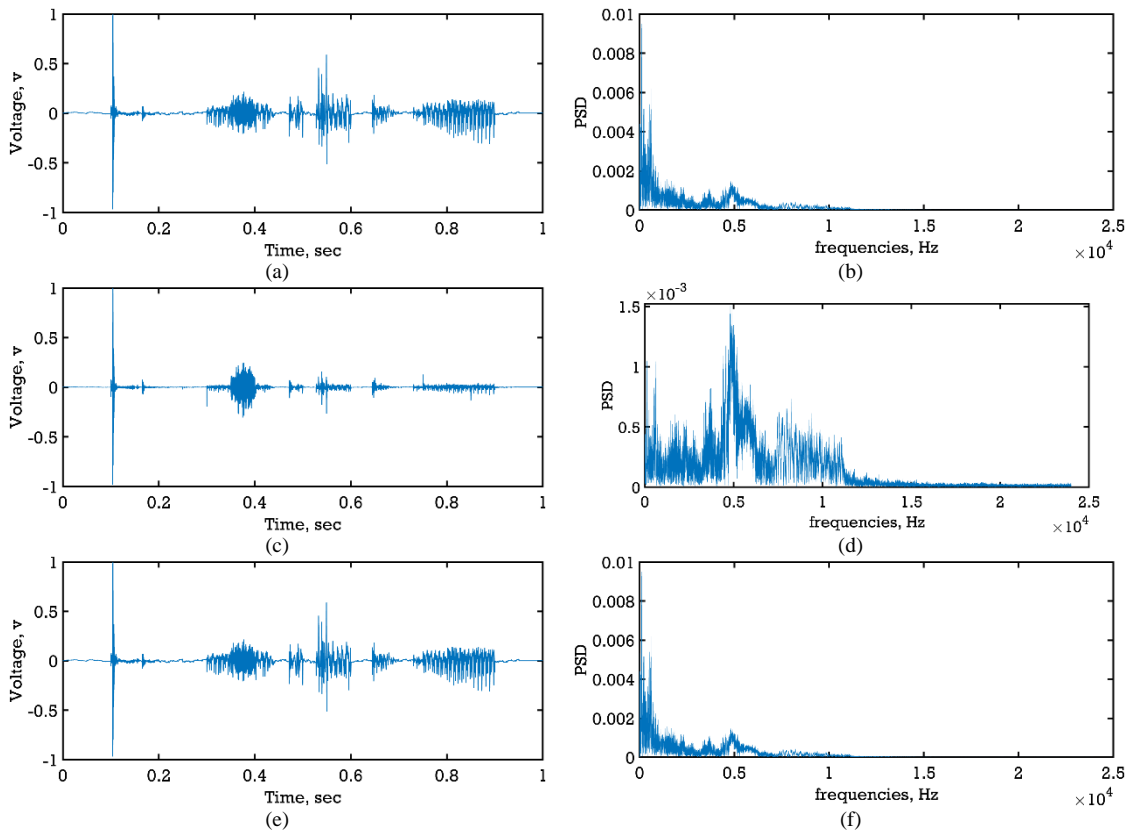 1
0.5
0
-0.5
-1
Voltage, v
0 0.2 0.4 0.6 0.8 1
Time, sec
(a)
0.01
0.008
0.006
0.004
0.002
0
PSD
0 0.5 1 1.5 2 2.5
frequencies, Hz
×10⁴
(b)
1
0.5
0
-0.5
-1
Voltage, v
0 0.2 0.4 0.6 0.8 1
Time, sec
(c)
×10⁻³
1.5
1
0.5
0
PSD
0 0.5 1 1.5 2 2.5
frequencies, Hz
×10⁴
(d)
1
0.5
0
-0.5
-1
Voltage, v
0 0.2 0.4 0.6 0.8 1
Time, sec
(e)
0.01
0.008
0.006
0.004
0.002
0
PSD
0 0.5 1 1.5 2 2.5
frequencies, Hz
×10⁴
(f)